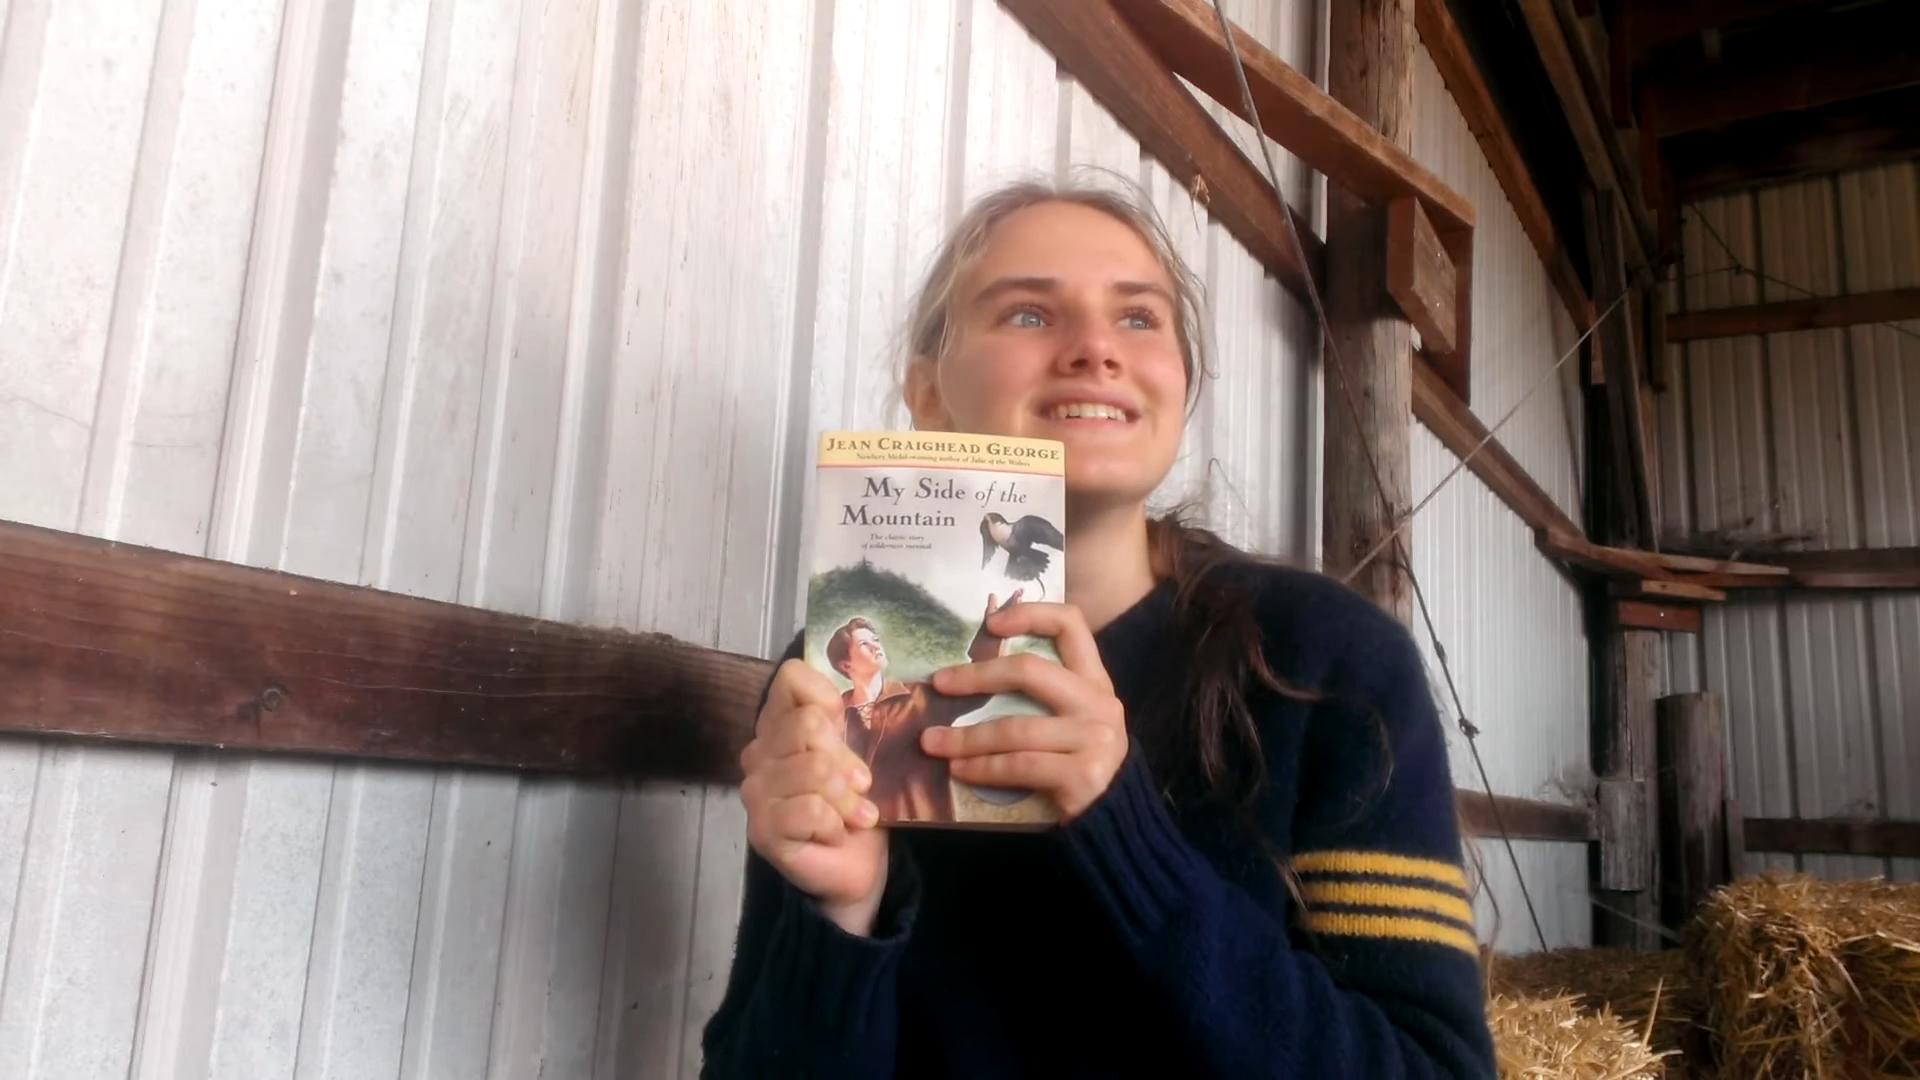 JEAN CRAIGHEAD GEORGE
Newbery Medal-winning author of Julie of the Wolves
My Side of the
Mountain
The classic story
of wilderness survival